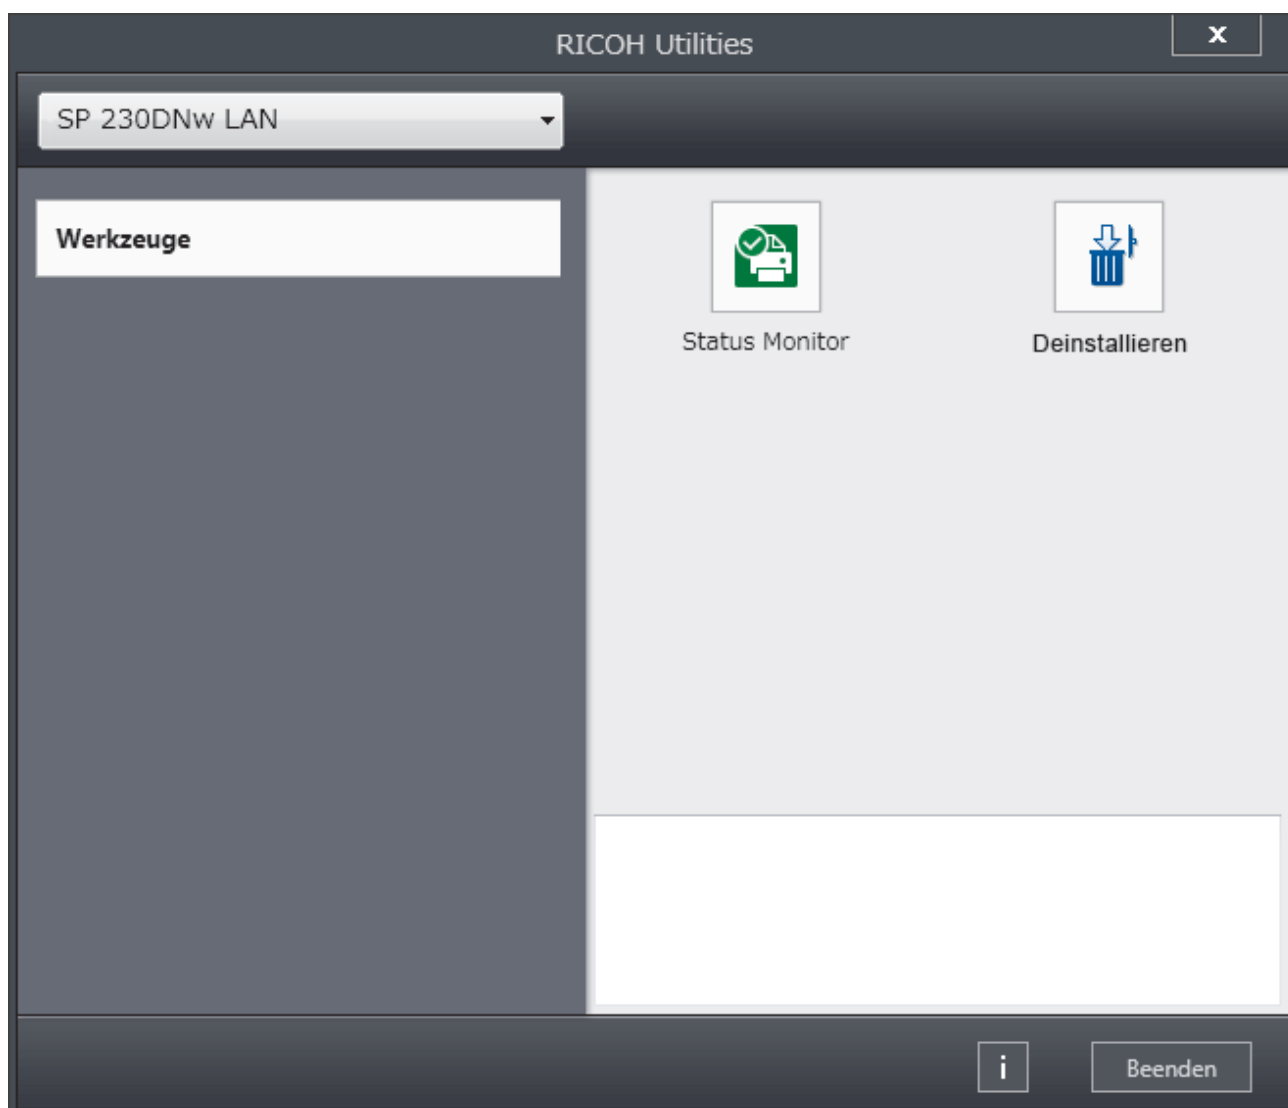 RICOH Utilities
x
SP 230DNw LAN
Werkzeuge
Status Monitor
Deinstallieren
i
Beenden